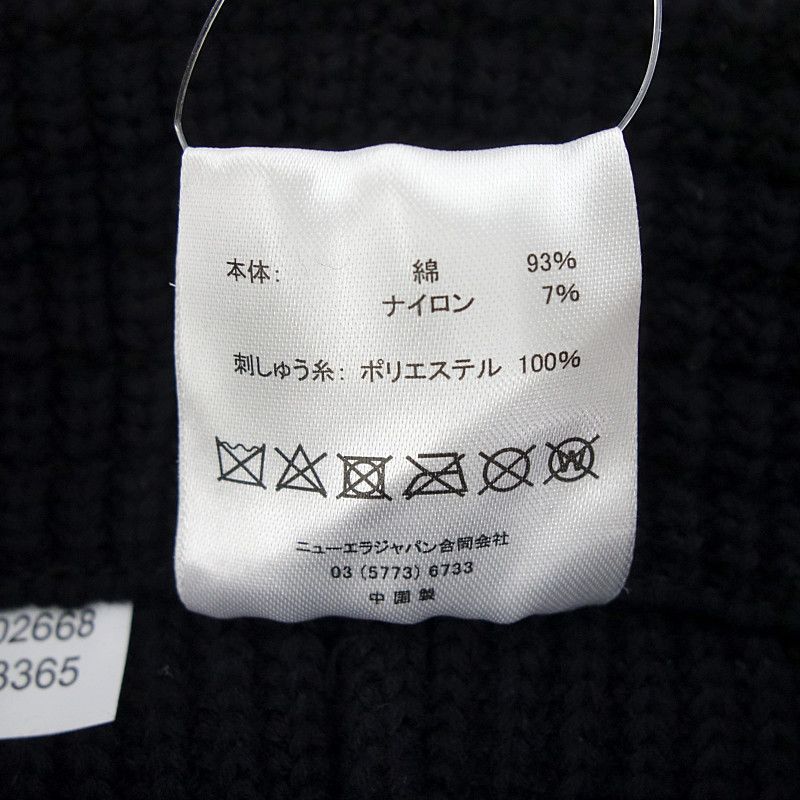 本体: 綿 93%
ナイロン 7%
刺しゅう糸: ポリエステル 100%
W
ニューエラジャパン合同会社
03 (5773) 6733
中国製
02668
3365